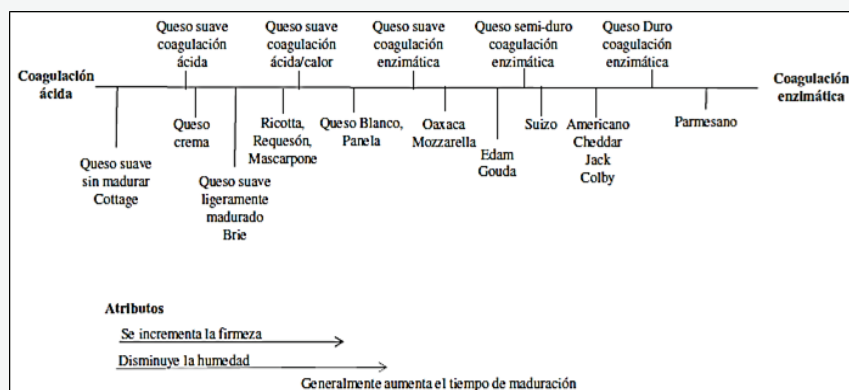 Queso suave
coagulación
ácida
Queso suave
coagulación
ácida/calor
Queso suave
coagulación
enzimática
Queso semi-duro
coagulación
enzimática
Queso Duro
coagulación
enzimática
Coagulación
ácida
Coagulación
enzimática
Queso suave
sin madurar
Cottage
Queso
crema
Queso suave
ligeramente
madurado
Brie
Ricotta,
Requesón,
Mascarpone
Queso Blanco,
Panela
Oaxaca
Mozzarella
Edam
Gouda
Suizo
Americano
Cheddar
Jack
Colby
Parmesano
Atributos
Se incrementa la firmeza
Disminuye la humedad
Generalmente aumenta el tiempo de maduración